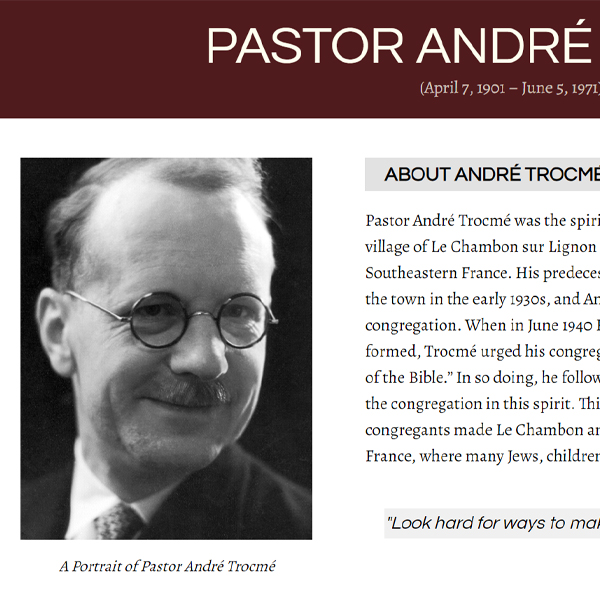 PASTOR ANDRÉ
(April 7, 1901 – June 5, 1971)
ABOUT ANDRÉ TROCMÉ
Pastor André Trocmé was the spiri
village of Le Chambon sur Lignon
Southeastern France. His predeces
the town in the early 1930s, and An
congregation. When in June 1940
formed, Trocmé urged his congreg
of the Bible.” In so doing, he follow
the congregation in this spirit. Thi
congregants made Le Chambon an
France, where many Jews, children
"Look hard for ways to mak
A Portrait of Pastor André Trocmé